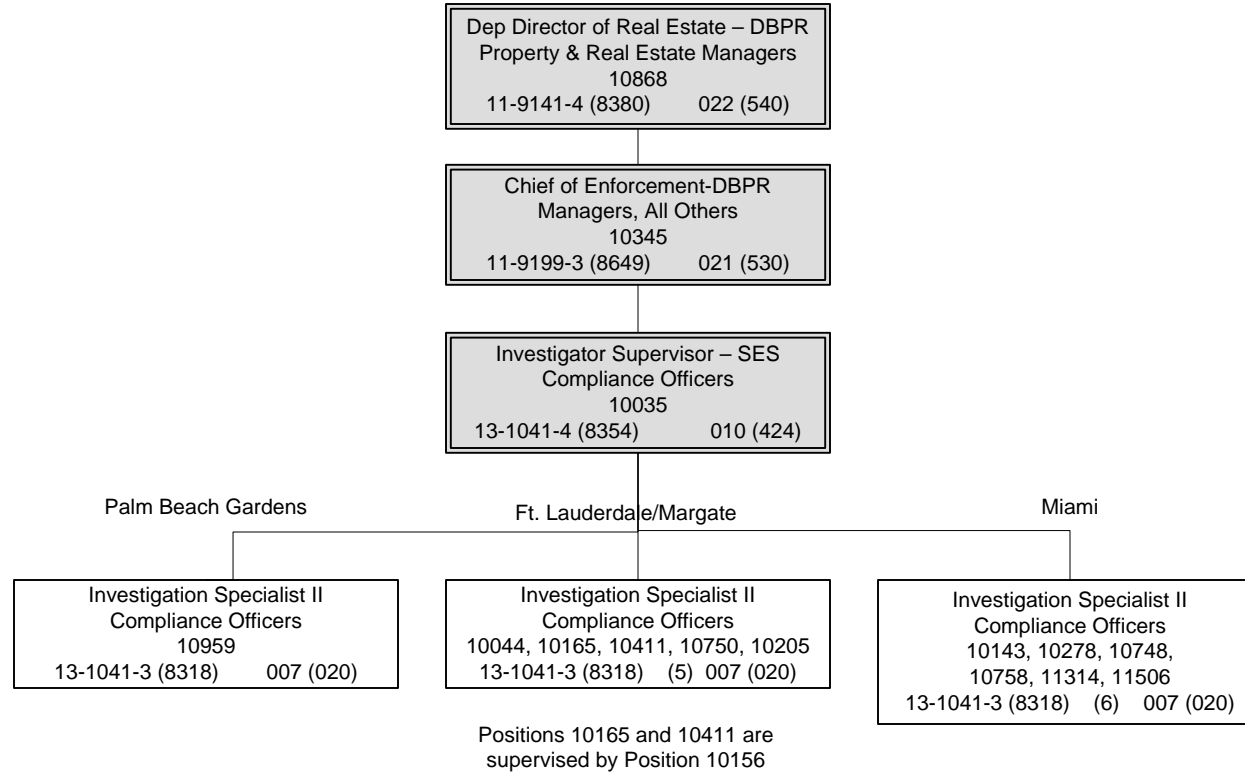 Dep Director of Real Estate – DBPR
Property & Real Estate Managers
10868
11-9141-4 (8380) 022 (540)
Chief of Enforcement-DBPR
Managers, All Others
10345
11-9199-3 (8649) 021 (530)
Investigator Supervisor – SES
Compliance Officers
10035
13-1041-4 (8354) 010 (424)
Palm Beach Gardens
Ft. Lauderdale/Margate
Miami
Investigation Specialist II
Compliance Officers
10959
13-1041-3 (8318) 007 (020)
Investigation Specialist II
Compliance Officers
10044, 10165, 10411, 10750, 10205
13-1041-3 (8318) (5) 007 (020)
Investigation Specialist II
Compliance Officers
10143, 10278, 10748,
10758, 11314, 11506
13-1041-3 (8318) (6) 007 (020)
Positions 10165 and 10411 are
supervised by Position 10156